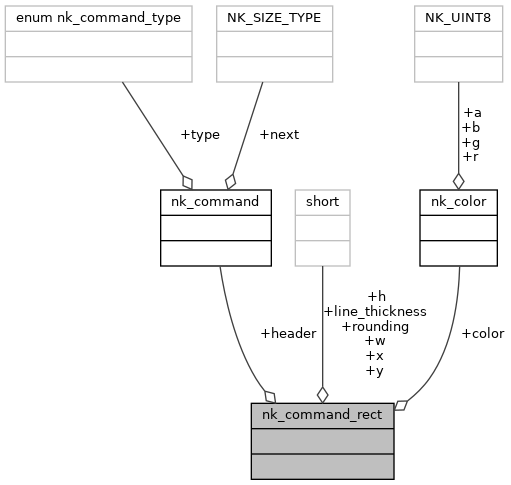 enum nk_command_type
NK_SIZE_TYPE
NK_UINT8
+type
+next
+a
+b
+g
+r
nk_command
short
nk_color
+header
+h
+line_thickness
+rounding
+w
+x
+y
+color
nk_command_rect